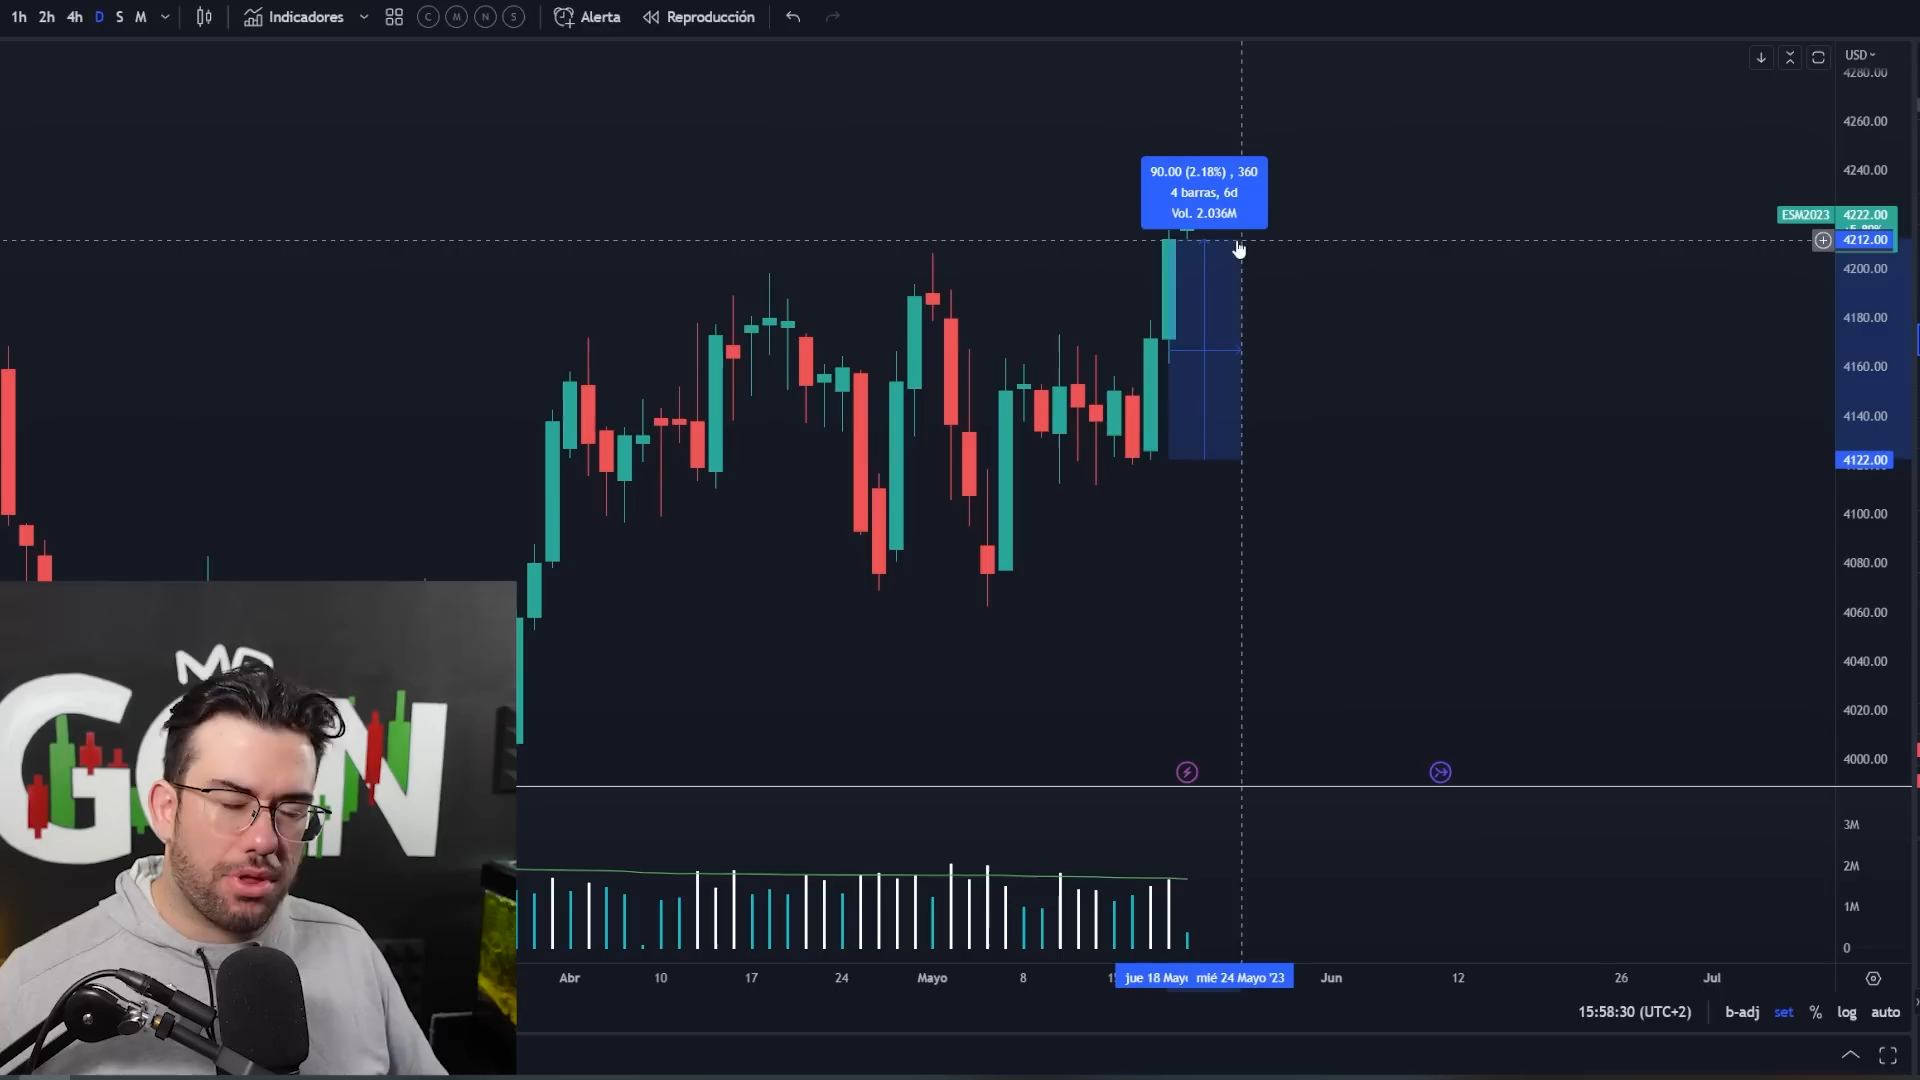 1h 2h 4h D S M Indicadores C M N S Alerta Reproducción
USD
4280.00
4260.00
4240.00
90.00 (2.18%) , 360
4 barras, 6d
Vol. 2.036M
ESM2023 4222.00
4212.00
4200.00
4180.00
4160.00
4140.00
4122.00
4100.00
4080.00
4060.00
4040.00
4020.00
4000.00
MR
GON
3M
2M
1M
0
Abr 10 17 24 Mayo 8 jue 18 Mayo mié 24 Mayo '23 Jun 12 26 Jul
15:58:30 (UTC+2) b-adj set % log auto